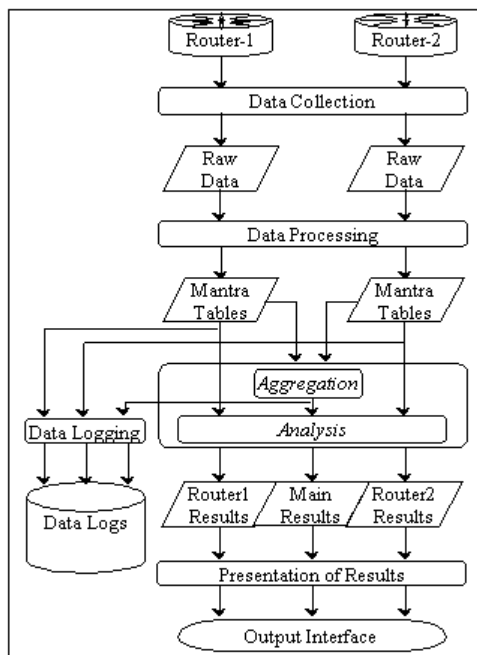 Router-1
Router-2
Data Collection
Raw
Data
Raw
Data
Data Processing
Mantra
Tables
Mantra
Tables
Aggregation
Data Logging
Analysis
Router1
Results
Main
Results
Router2
Results
Data Logs
Presentation of Results
Output Interface